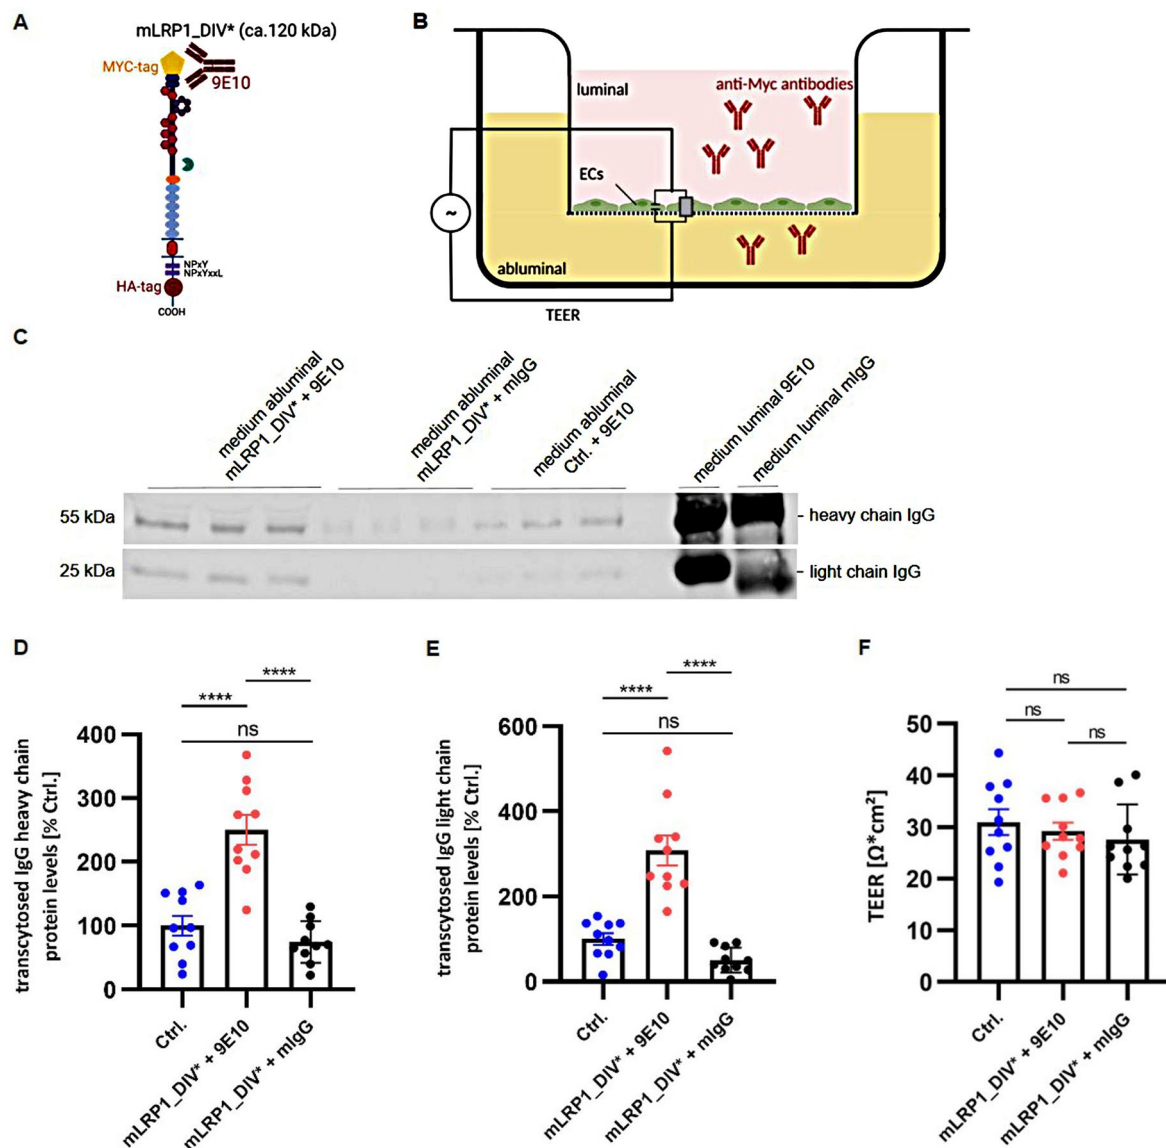 A
mLRP1_DIV* (ca.120 kDa)
MYC-tag
9E10
NPxY
NPxYxxL
HA-tag
COOH
B
luminal
anti-Myc antibodies
ECs
~
abluminal
TEER
C
medium abluminal
mLRP1_DIV* + 9E10
medium abluminal
mLRP1_DIV* + mIgG
medium abluminal
Ctrl. + 9E10
medium luminal 9E10
medium luminal mIgG
55 kDa
- heavy chain IgG
25 kDa
- light chain IgG
D
transcytosed IgG heavy chain
protein levels [% Ctrl.]
400
300
200
100
0
****
****
ns
Ctrl.
mLRP1_DIV* + 9E10
mLRP1_DIV* + mIgG
E
transcytosed IgG light chain
protein levels [% Ctrl.]
600
400
200
0
****
****
ns
Ctrl.
mLRP1_DIV* + 9E10
mLRP1_DIV* + mIgG
F
TEER [Ω*cm²]
50
40
30
20
10
0
ns
ns
ns
Ctrl.
mLRP1_DIV* + 9E10
mLRP1_DIV* + mIgG